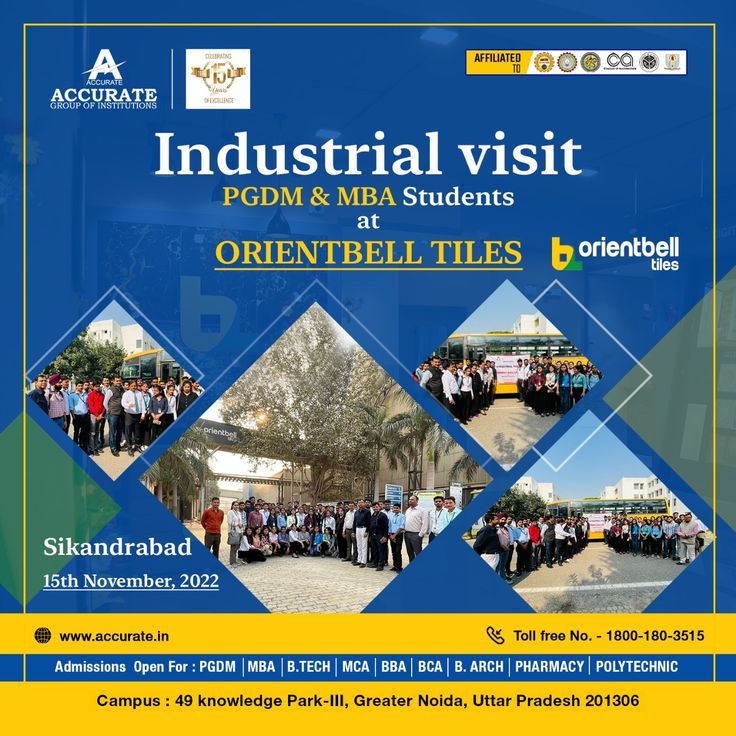 ACCURATE
ACCURATE
GROUP OF INSTITUTIONS
CELEBRATING
15
Years
OF EXCELLENCE
AFFILIATED
TO
Council of Architecture
Industrial visit
PGDM & MBA Students
at
ORIENTBELL TILES
orientbell
tiles
orientbell
Sikandrabad
15th November, 2022
www.accurate.in
Toll free No. - 1800-180-3515
Admissions Open For : PGDM | MBA | B.TECH | MCA | BBA | BCA | B. ARCH | PHARMACY | POLYTECHNIC
Campus : 49 knowledge Park-III, Greater Noida, Uttar Pradesh 201306